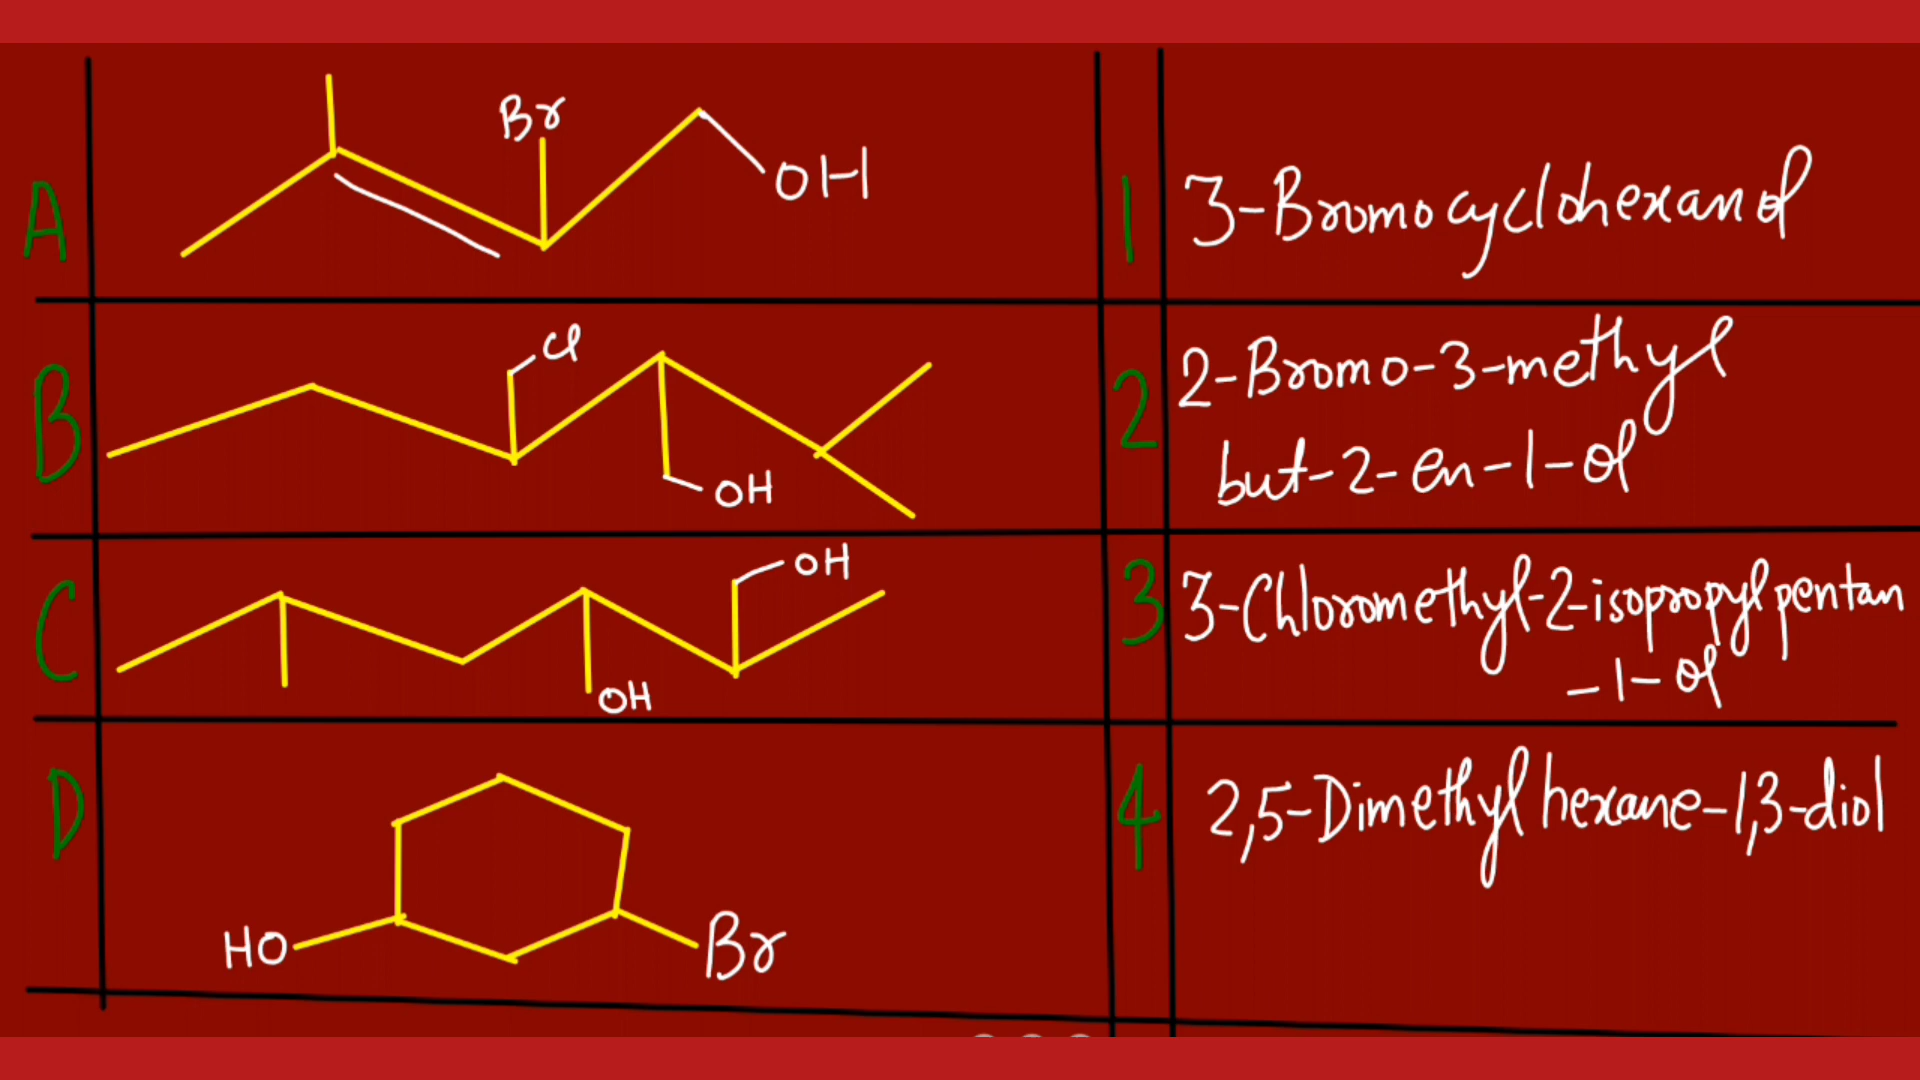 A
Br
OH
1
3-Bromocyclohexanol
B
Cl
OH
2
2-Bromo-3-methyl
but-2-en-1-ol
C
OH
OH
3
3-Chloromethyl-2-isopropylpentan
-1-ol
D
HO
Br
4
2,5-Dimethylhexane-1,3-diol